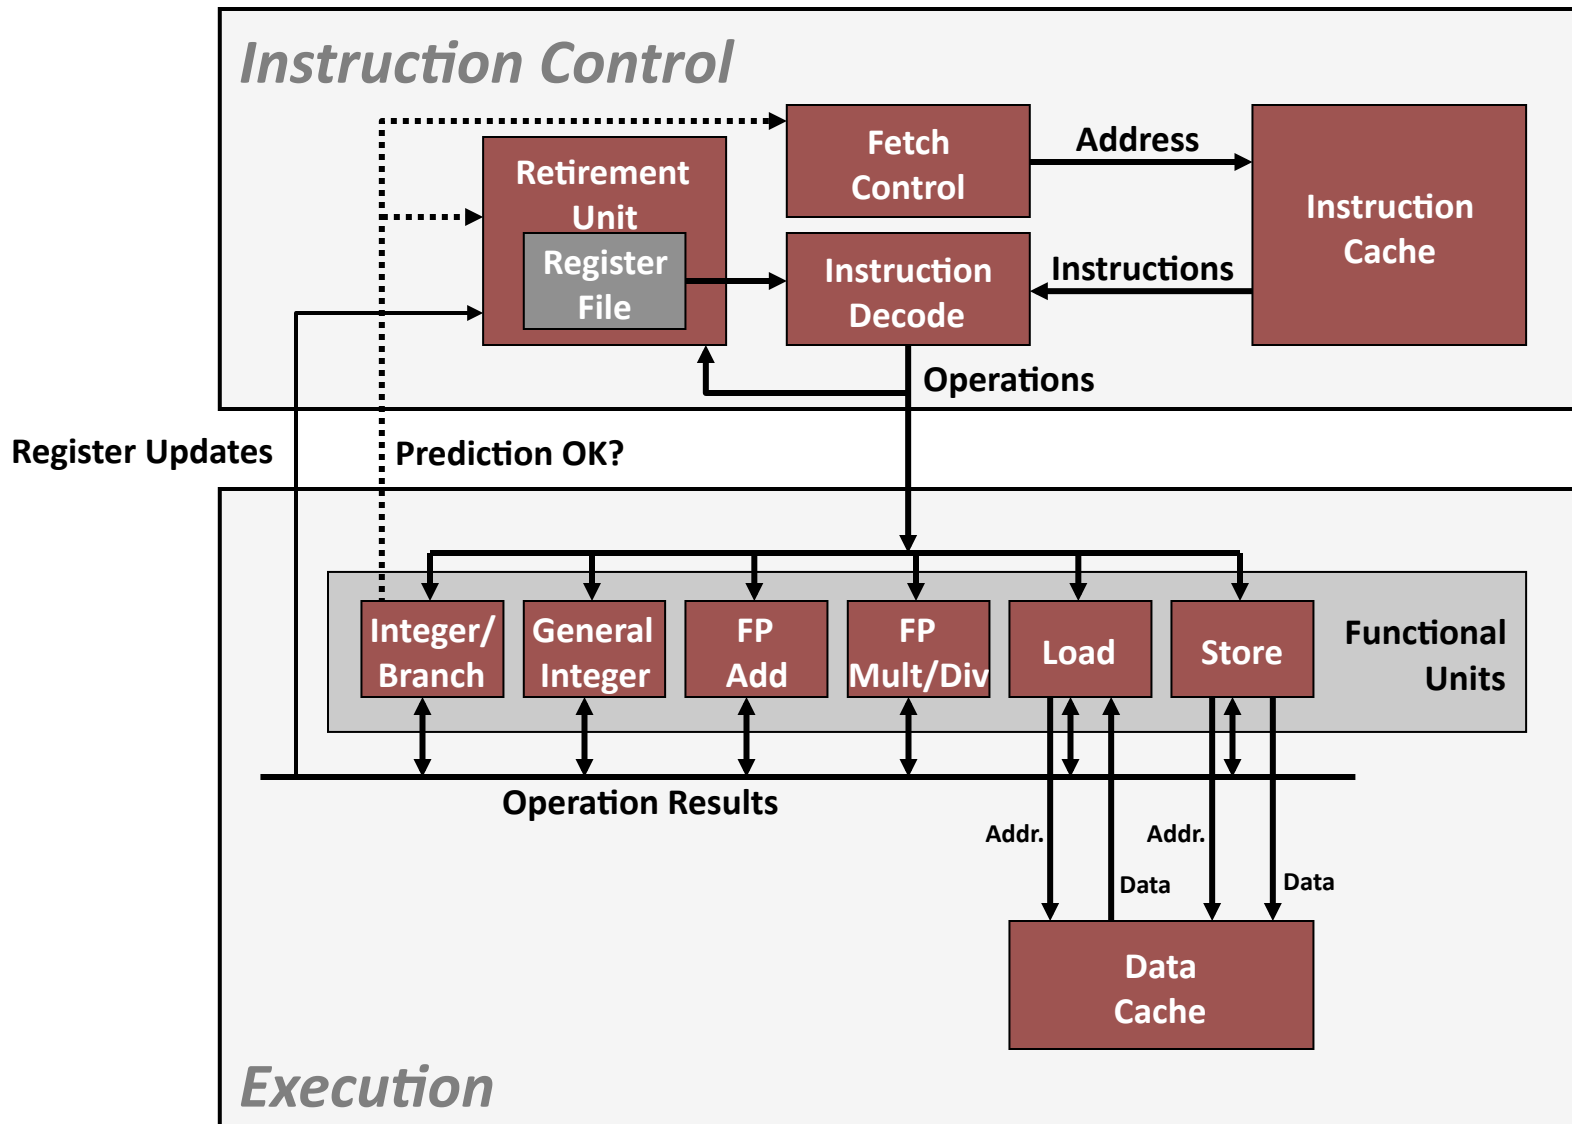 Instruction Control
Retirement
Unit
Register
File
Fetch
Control
Address
Instruction
Cache
Instruction
Decode
Instructions
Operations
Register Updates
Prediction OK?
Integer/
Branch
General
Integer
FP
Add
FP
Mult/Div
Load
Store
Functional
Units
Operation Results
Addr.
Data
Addr.
Data
Data
Cache
Execution